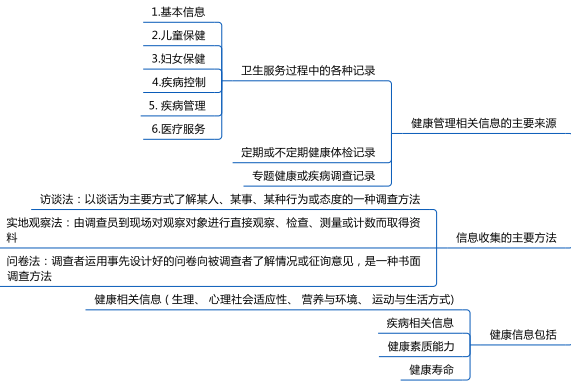 1.基本信息
2.儿童保健
3.妇女保健
4.疾病控制
5. 疾病管理
6.医疗服务
卫生服务过程中的各种记录
定期或不定期健康体检记录
专题健康或疾病调查记录
健康管理相关信息的主要来源
访谈法：以谈话为主要方式了解某人、某事、某种行为或态度的一种调查方法
实地观察法：由调查员到现场对观察对象进行直接观察、检查、测量或计数而取得资
料
问卷法：调查者运用事先设计好的问卷向被调查者了解情况或征询意见，是一种书面
调查方法
信息收集的主要方法
健康相关信息 ( 生理、 心理社会适应性、 营养与环境、 运动与生活方式)
疾病相关信息
健康素质能力
健康寿命
健康信息包括